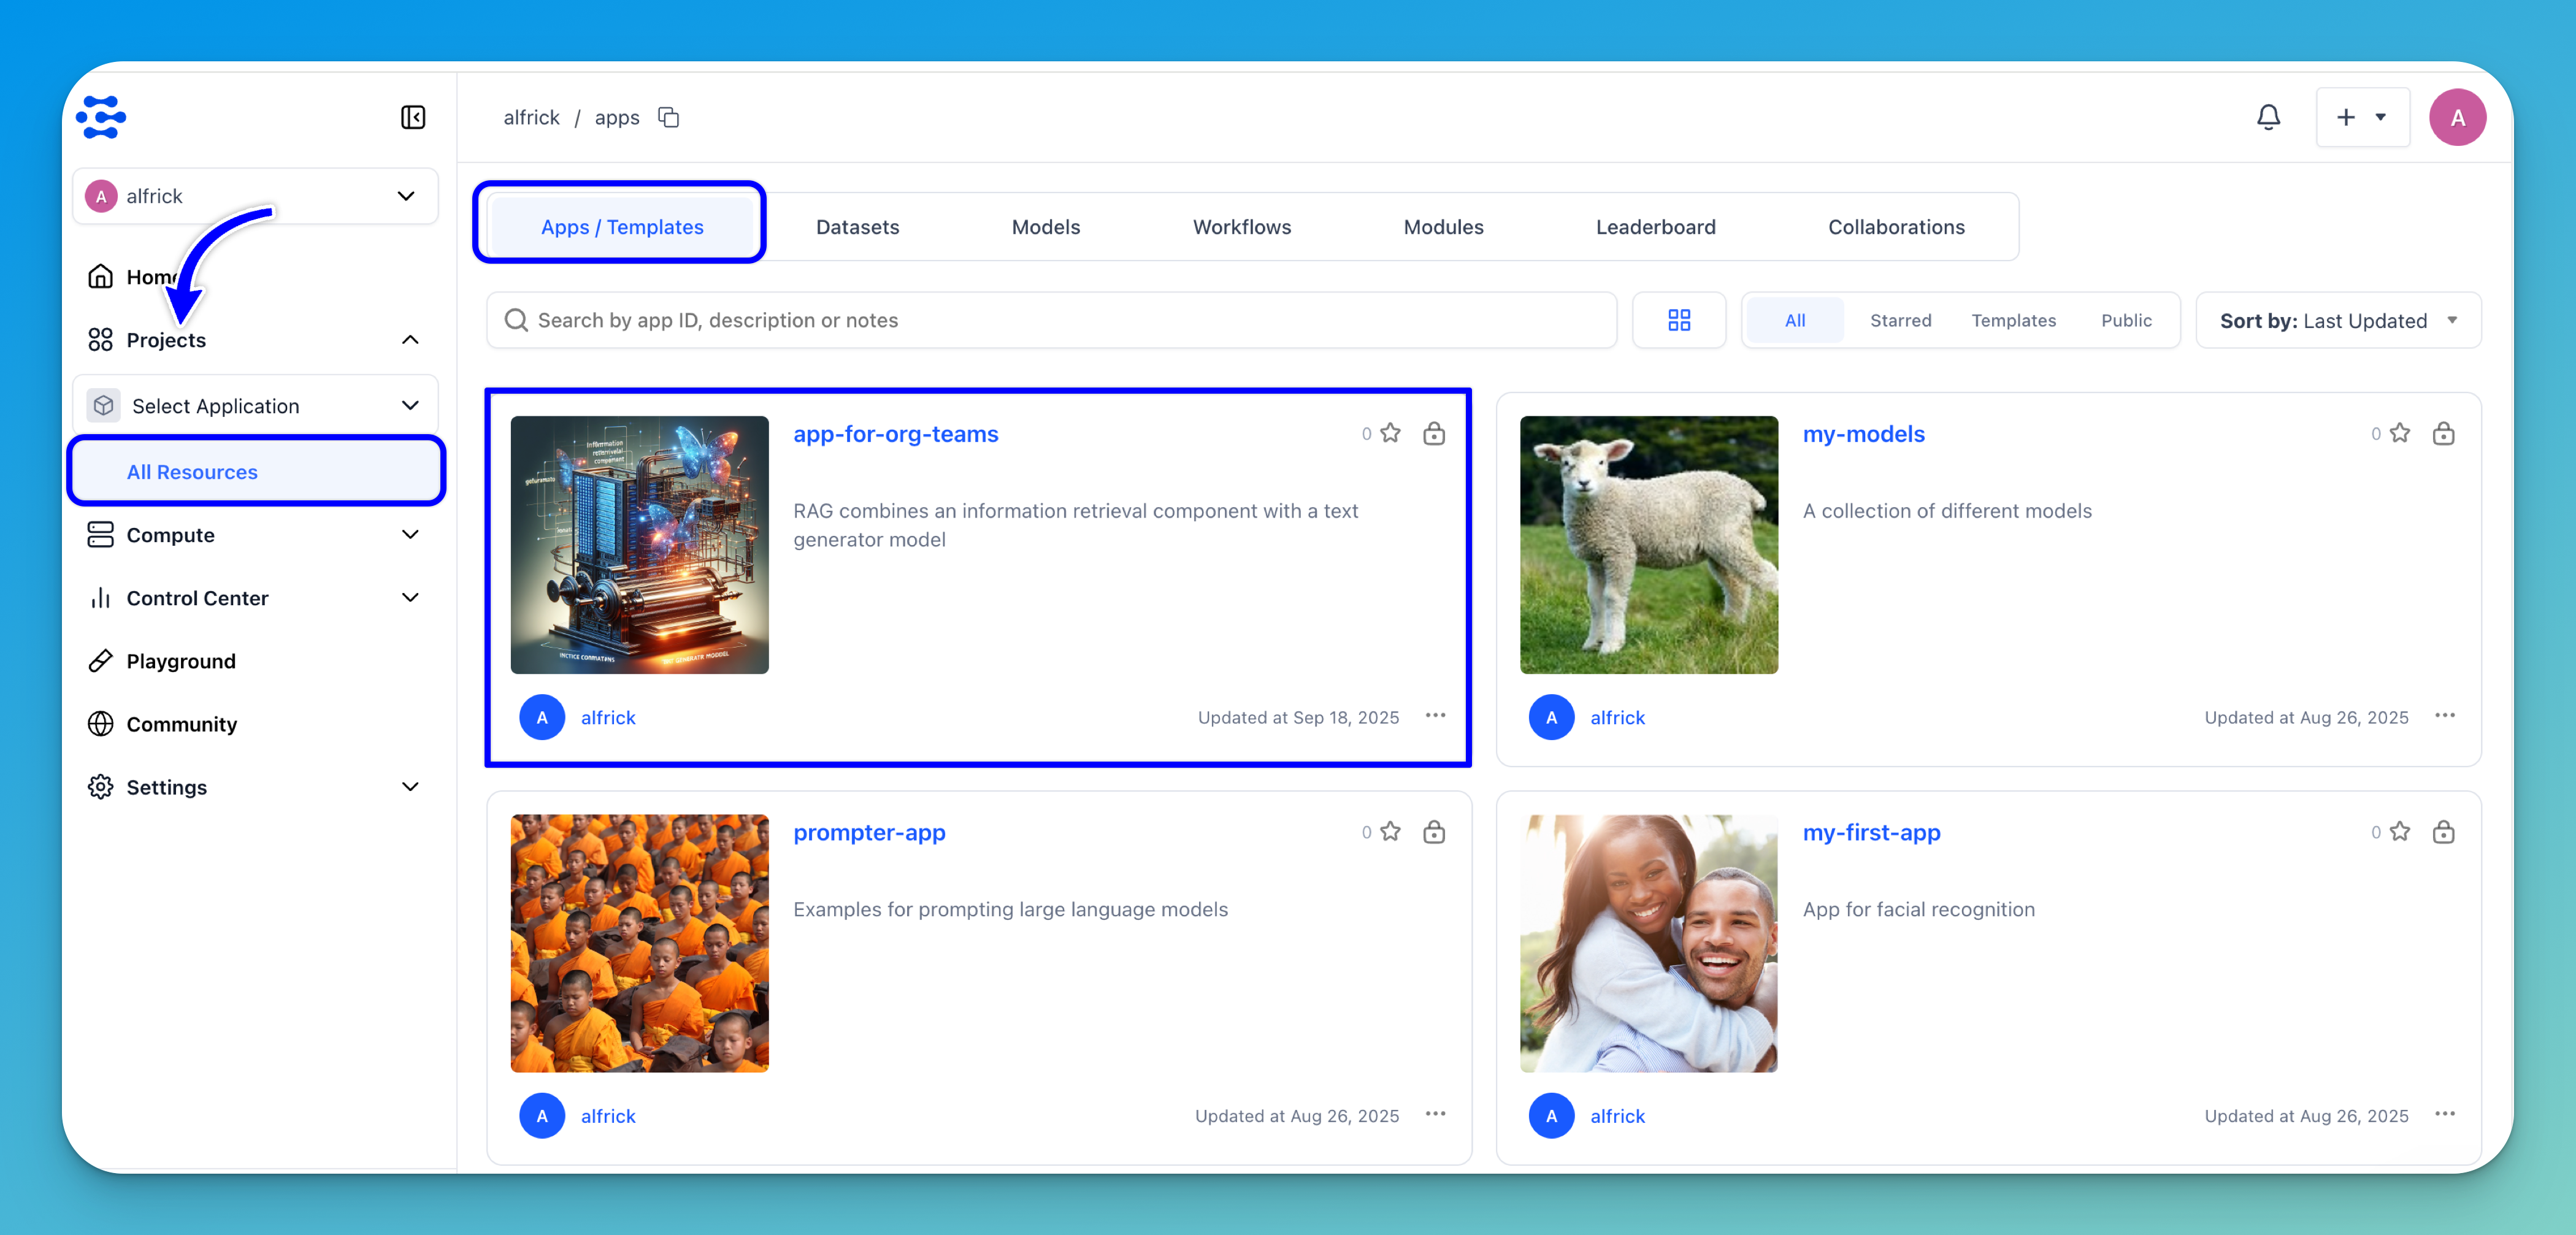 alfrick / apps
A
A alfrick
Home
Projects
Select Application
All Resources
Compute
Control Center
Playground
Community
Settings
Apps / Templates
Datasets
Models
Workflows
Modules
Leaderboard
Collaborations
Search by app ID, description or notes
All
Starred
Templates
Public
Sort by: Last Updated
app-for-org-teams
0
RAG combines an information retrieval component with a text
generator model
A alfrick
Updated at Sep 18, 2025
my-models
0
A collection of different models
A alfrick
Updated at Aug 26, 2025
prompter-app
0
Examples for prompting large language models
A alfrick
Updated at Aug 26, 2025
my-first-app
0
App for facial recognition
A alfrick
Updated at Aug 26, 2025